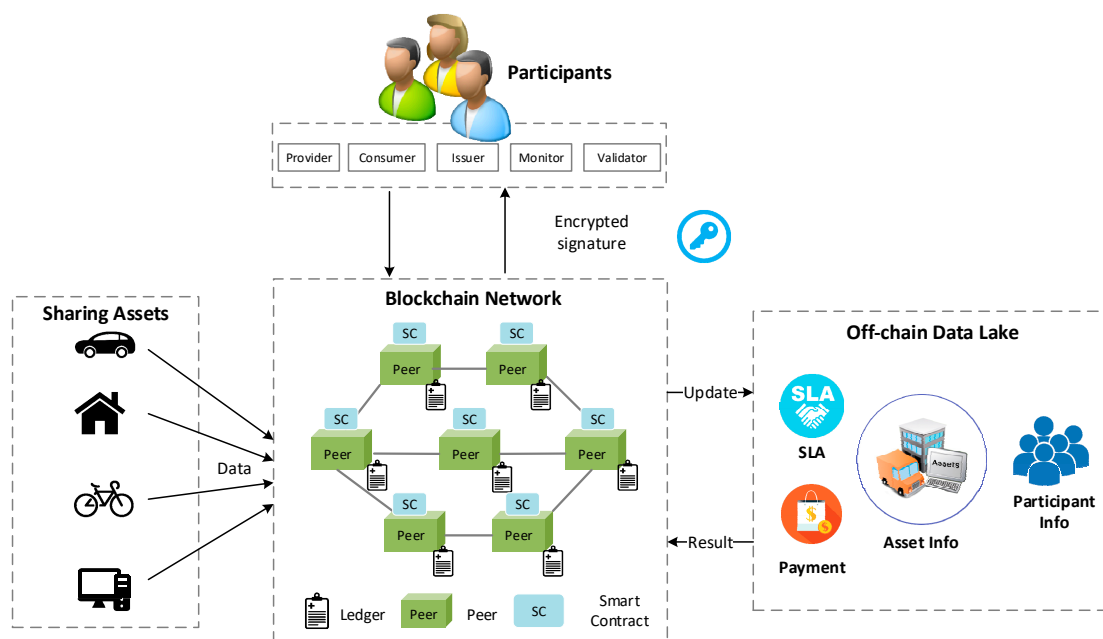 Participants
Provider
Consumer
Issuer
Monitor
Validator
Encrypted
signature
Sharing Assets
Data
Blockchain Network
SC
SC
Peer
Peer
SC
SC
SC
Peer
Peer
Peer
SC
SC
Peer
Peer
Ledger
Peer
Peer
SC
Smart
Contract
Update
Result
Off-chain Data Lake
SLA
SLA
Payment
Assets
Asset Info
Participant
Info